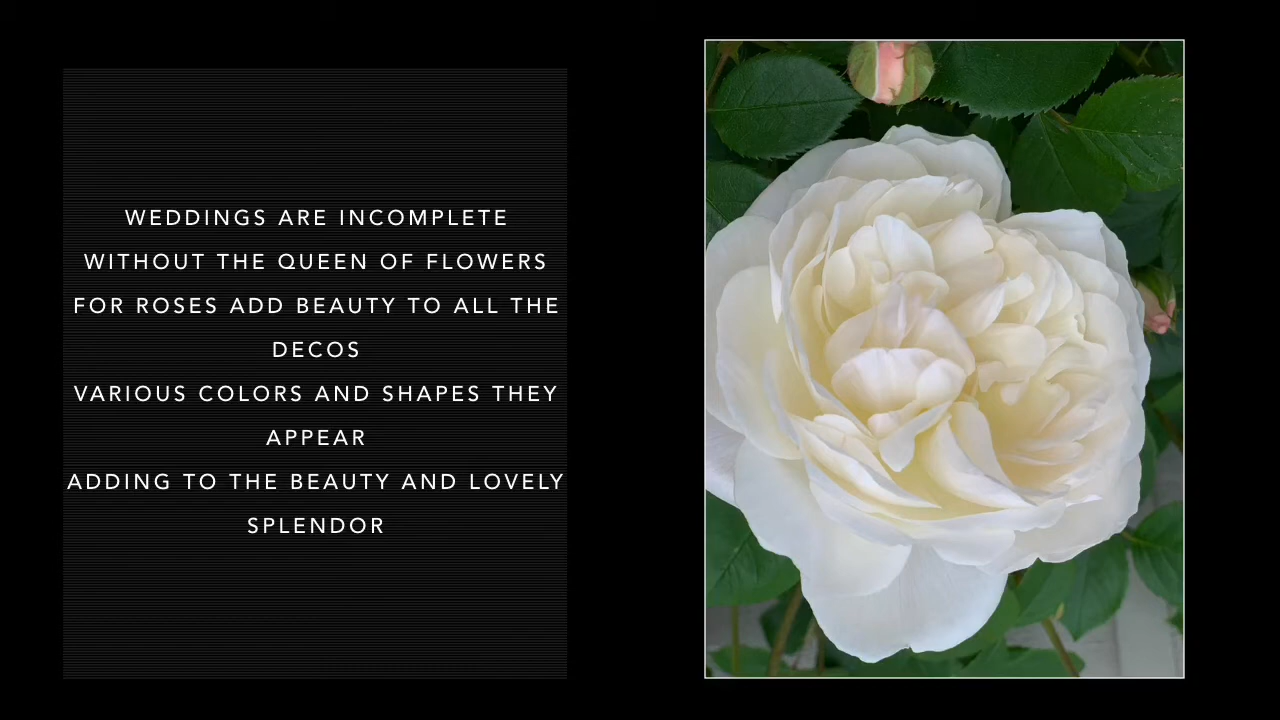 WEDDINGS ARE INCOMPLETE
WITHOUT THE QUEEN OF FLOWERS
FOR ROSES ADD BEAUTY TO ALL THE
DECOS
VARIOUS COLORS AND SHAPES THEY
APPEAR
ADDING TO THE BEAUTY AND LOVELY
SPLENDOR